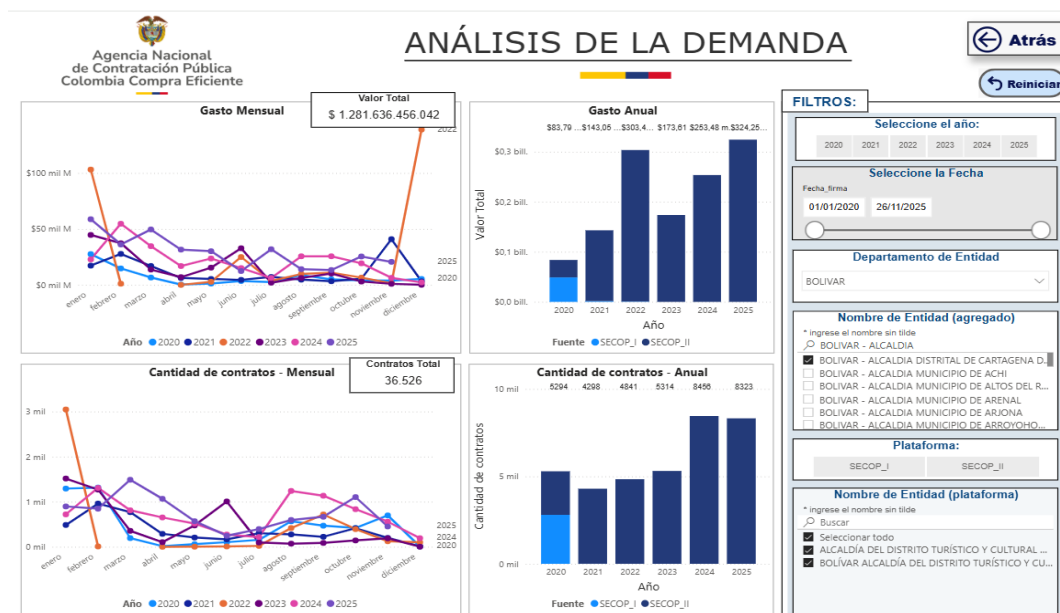 Agencia Nacional
de Contratación Pública
Colombia Compra Eficiente
ANÁLISIS DE LA DEMANDA
Atrás
Reiniciar
Gasto Mensual
Valor Total
$ 1.281.636.456.042
2022
$100 mil M
$50 mil M
$0 mil M
2025
2020
enero
febrero
marzo
abril
mayo
junio
julio
agosto
septiembre
octubre
noviembre
diciembre
Año 2020 2021 2022 2023 2024 2025
Gasto Anual
$83,79 ... $143,05 ... $303,4... $173,61 $253,48 m... $324,25...
$0,3 bill.
$0,2 bill.
$0,1 bill.
$0,0 bill.
Valor Total
2020 2021 2022 2023 2024 2025
Año
Fuente SECOP_I SECOP_II
Cantidad de contratos - Mensual
Contratos Total
36.526
3 mil
2 mil
1 mil
0 mil
2025
2024
2020
enero
febrero
marzo
abril
mayo
junio
julio
agosto
septiembre
octubre
noviembre
diciembre
Año 2020 2021 2022 2023 2024 2025
Cantidad de contratos - Anual
10 mil
5294 4298 4841 5314 8456 8323
5 mil
0 mil
Cantidad de contratos
2020 2021 2022 2023 2024 2025
Año
Fuente SECOP_I SECOP_II
FILTROS:
Seleccione el año:
2020 2021 2022 2023 2024 2025
Seleccione la Fecha
Fecha_firma
01/01/2020 26/11/2025
Departamento de Entidad
BOLIVAR
Nombre de Entidad (agregado)
* ingrese el nombre sin tilde
BOLIVAR - ALCALDIA
BOLIVAR - ALCALDIA DISTRITAL DE CARTAGENA D...
BOLIVAR - ALCALDIA MUNICIPIO DE ACHI
BOLIVAR - ALCALDIA MUNICIPIO DE ALTOS DEL R...
BOLIVAR - ALCALDIA MUNICIPIO DE ARENAL
BOLIVAR - ALCALDIA MUNICIPIO DE ARJONA
BOLIVAR - ALCALDIA MUNICIPIO DE ARROYOHO...
Plataforma:
SECOP_I SECOP_II
Nombre de Entidad (plataforma)
* ingrese el nombre sin tilde
Buscar
Seleccionar todo
ALCALDÍA DEL DISTRITO TURÍSTICO Y CULTURAL ...
BOLÍVAR ALCALDÍA DEL DISTRITO TURÍSTICO Y CU...